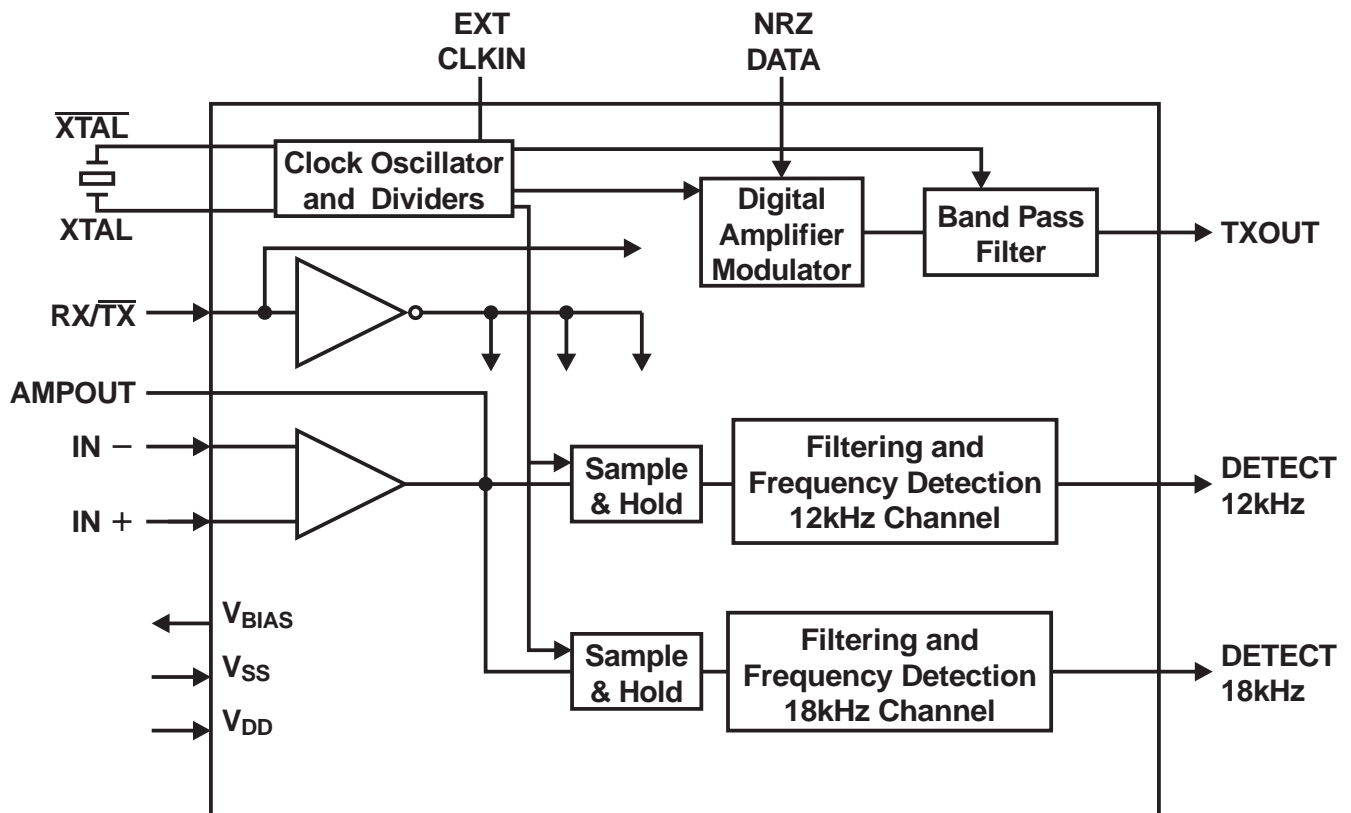 EXT
CLKIN
NRZ
DATA
XTAL
XTAL
Clock Oscillator
and Dividers
Digital
Amplifier
Modulator
Band Pass
Filter
TXOUT
RX/TX
AMPOUT
IN −
IN +
Sample
& Hold
Filtering and
Frequency Detection
12kHz Channel
DETECT
12kHz
VBIAS
VSS
VDD
Sample
& Hold
Filtering and
Frequency Detection
18kHz Channel
DETECT
18kHz